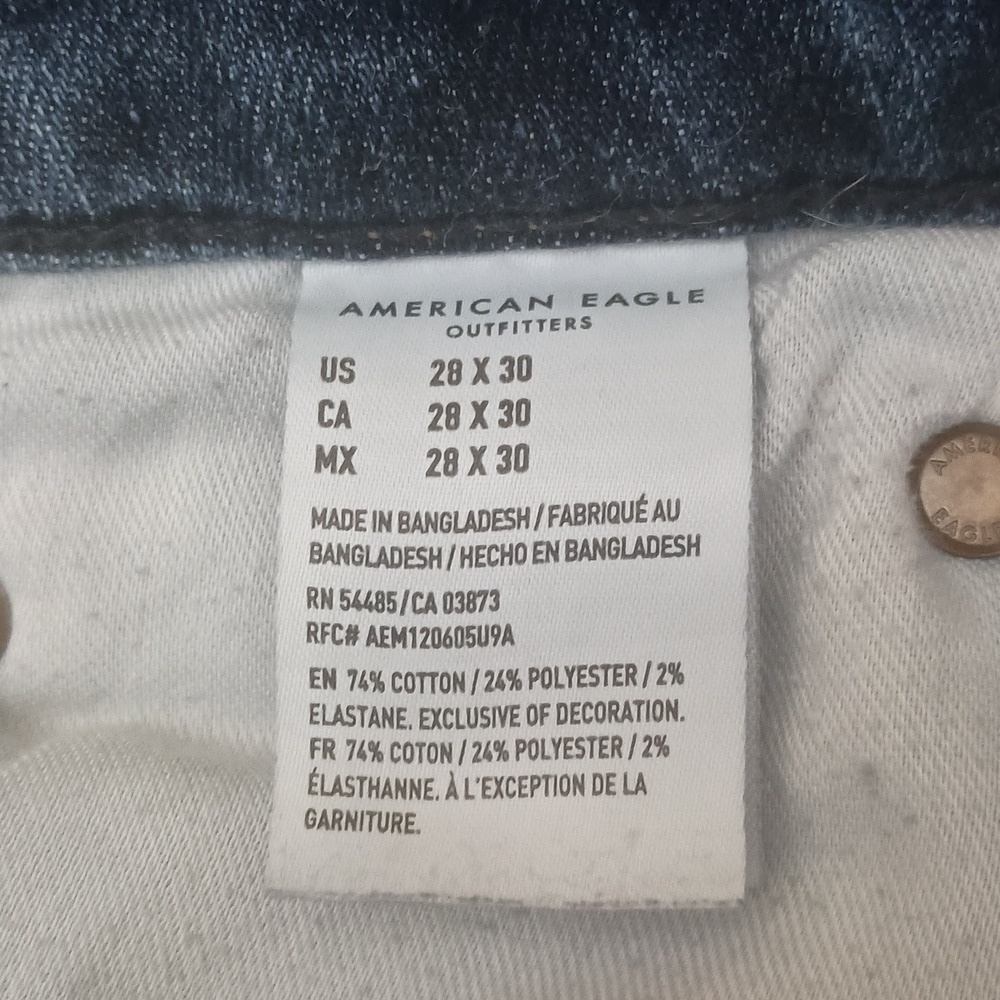 AMERICAN EAGLE
OUTFITTERS
US 28 X 30
CA 28 X 30
MX 28 X 30
MADE IN BANGLADESH / FABRIQUÉ AU
BANGLADESH / HECHO EN BANGLADESH
RN 54485/CA 03873
RFC# AEM120605U9A
EN 74% COTTON / 24% POLYESTER / 2%
ELASTANE. EXCLUSIVE OF DECORATION.
FR 74% COTON / 24% POLYESTER / 2%
ÉLASTHANNE. À L'EXCEPTION DE LA
GARNITURE.